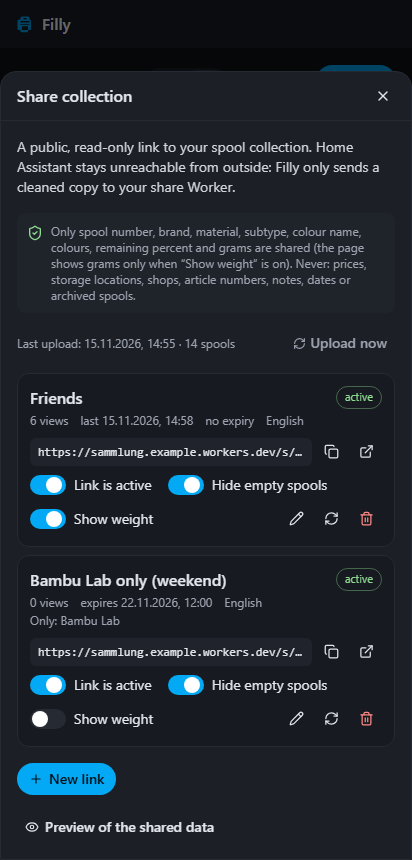 Filly
Share collection
A public, read-only link to your spool collection. Home
Assistant stays unreachable from outside: Filly only sends a
cleaned copy to your share Worker.
Only spool number, brand, material, subtype, colour name,
colours, remaining percent and grams are shared (the page
shows grams only when “Show weight” is on). Never: prices,
storage locations, shops, article numbers, notes, dates or
archived spools.
Last upload: 15.11.2026, 14:55 · 14 spools Upload now
Friends active
6 views last 15.11.2026, 14:58 no expiry English
https://sammlung.example.workers.dev/s/…
Link is active Hide empty spools
Show weight
Bambu Lab only (weekend) active
0 views expires 22.11.2026, 12:00 English
Only: Bambu Lab
https://sammlung.example.workers.dev/s/…
Link is active Hide empty spools
Show weight
+ New link
Preview of the shared data